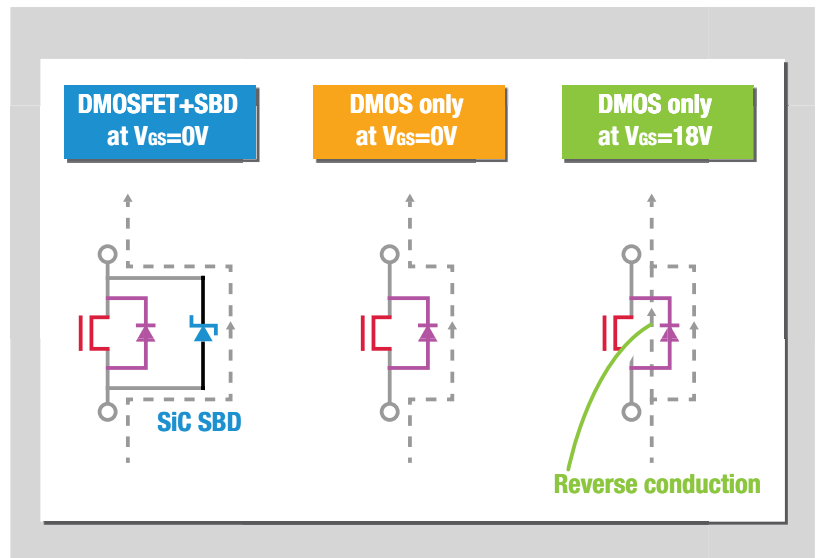 DMOSFET+SBD
at VGS=0V
DMOS only
at VGS=0V
DMOS only
at VGS=18V
SiC SBD
Reverse conduction